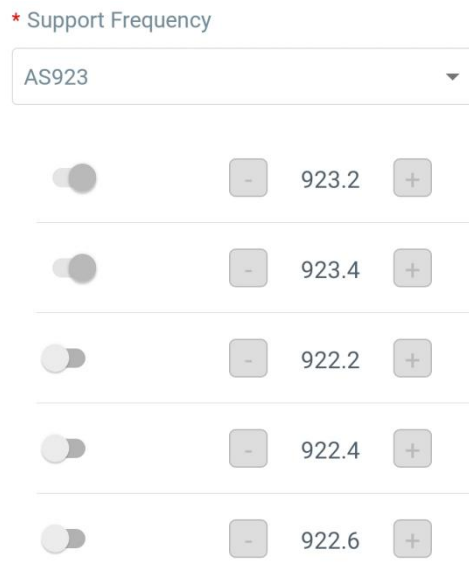 * Support Frequency
AS923
- 923.2 +
- 923.4 +
- 922.2 +
- 922.4 +
- 922.6 +